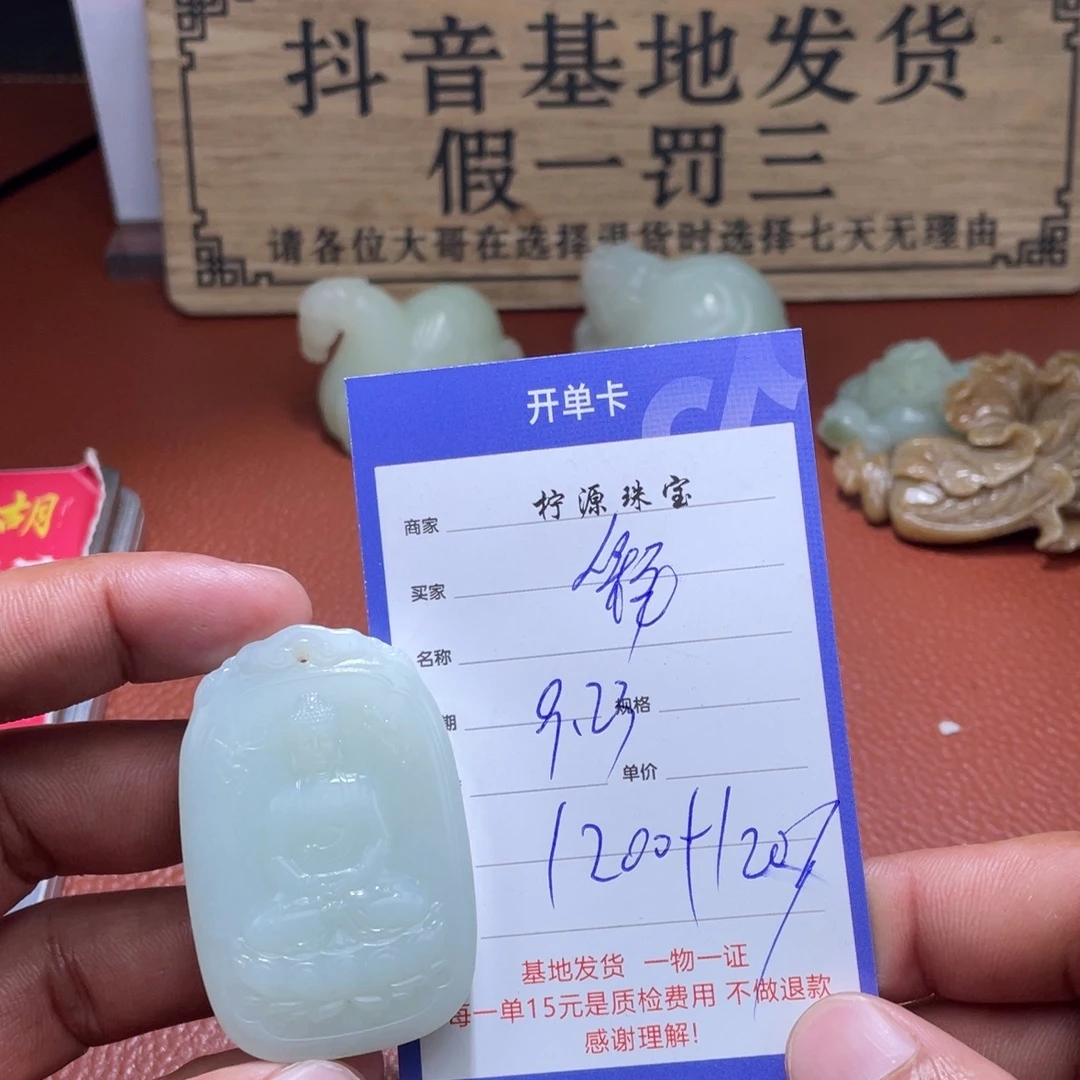 抖音基地发货
假一罚三
请各位大哥在选择退货时选择七天无理由
开单卡
商家 柠源珠宝
买家
名称
期 9.23 规格
单价
1200+120
基地发货 一物一证
每一单15元是质检费用 不做退款
感谢理解!
胡